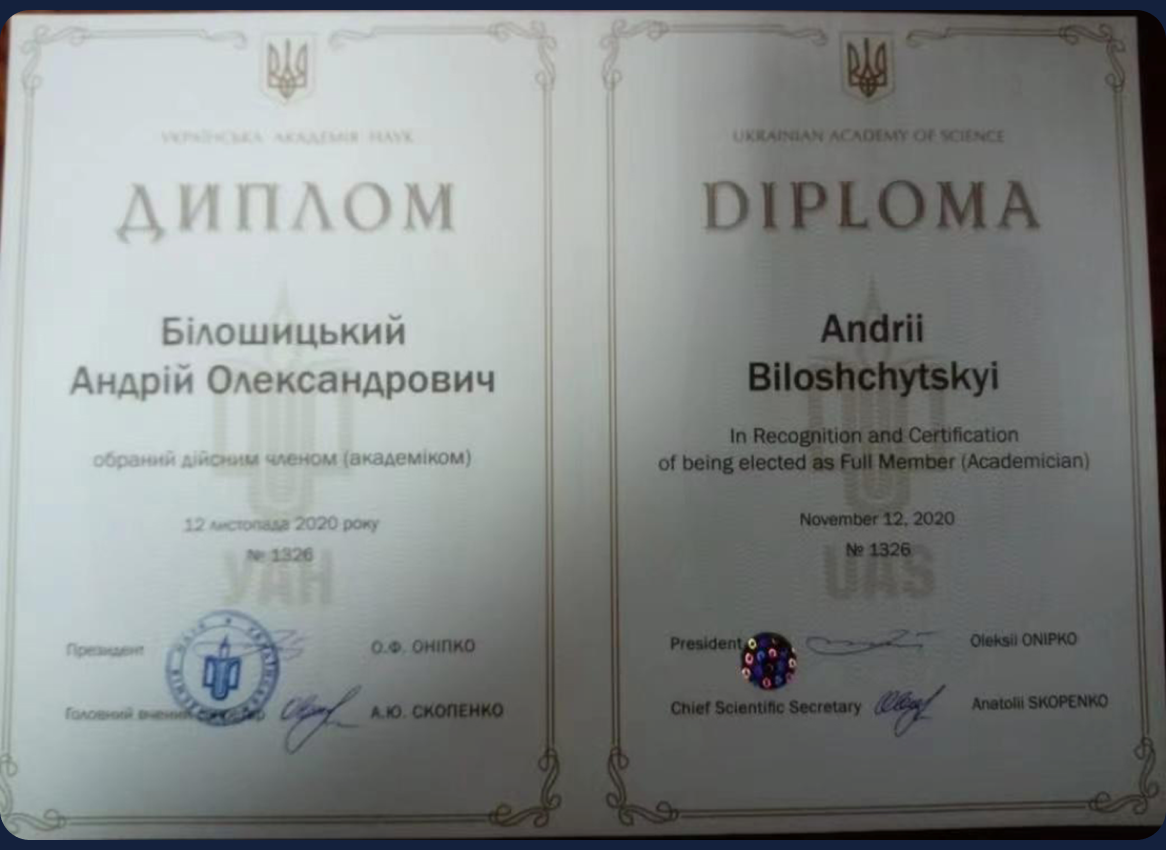 УКРАЇНСЬКА АКАДЕМІЯ НАУК
ДИПЛОМ
Білошицький
Андрій Олександрович
обраний дійсним членом (академіком)
12 листопада 2020 року
№ 1326
УАН
Президент
О.Ф. ОНІПКО
Головний вчений
А.Ю. СКОПЕНКО
UKRAINIAN ACADEMY OF SCIENCE
DIPLOMA
Andrii
Biloshchytskyi
In Recognition and Certification
of being elected as Full Member (Academician)
November 12, 2020
№ 1326
UAS
President
Oleksii ONIPKO
Chief Scientific Secretary
Anatolii SKOPENKO